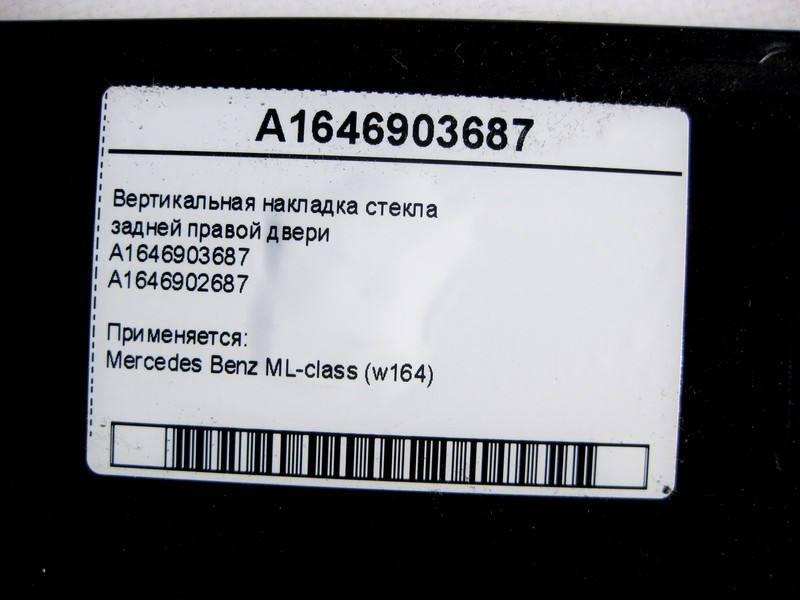 A1646903687
Вертикальная накладка стекла
задней правой двери
A1646903687
A1646902687
Применяется:
Mercedes Benz ML-class (w164)